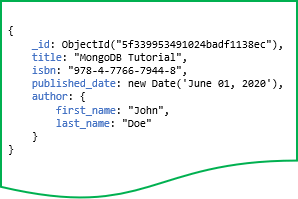 {
    _id: ObjectId("5f339953491024badf1138ec"),
    title: "MongoDB Tutorial",
    isbn: "978-4-7766-7944-8",
    published_date: new Date('June 01, 2020'),
    author: {
        first_name: "John",
        last_name: "Doe"
    }
}